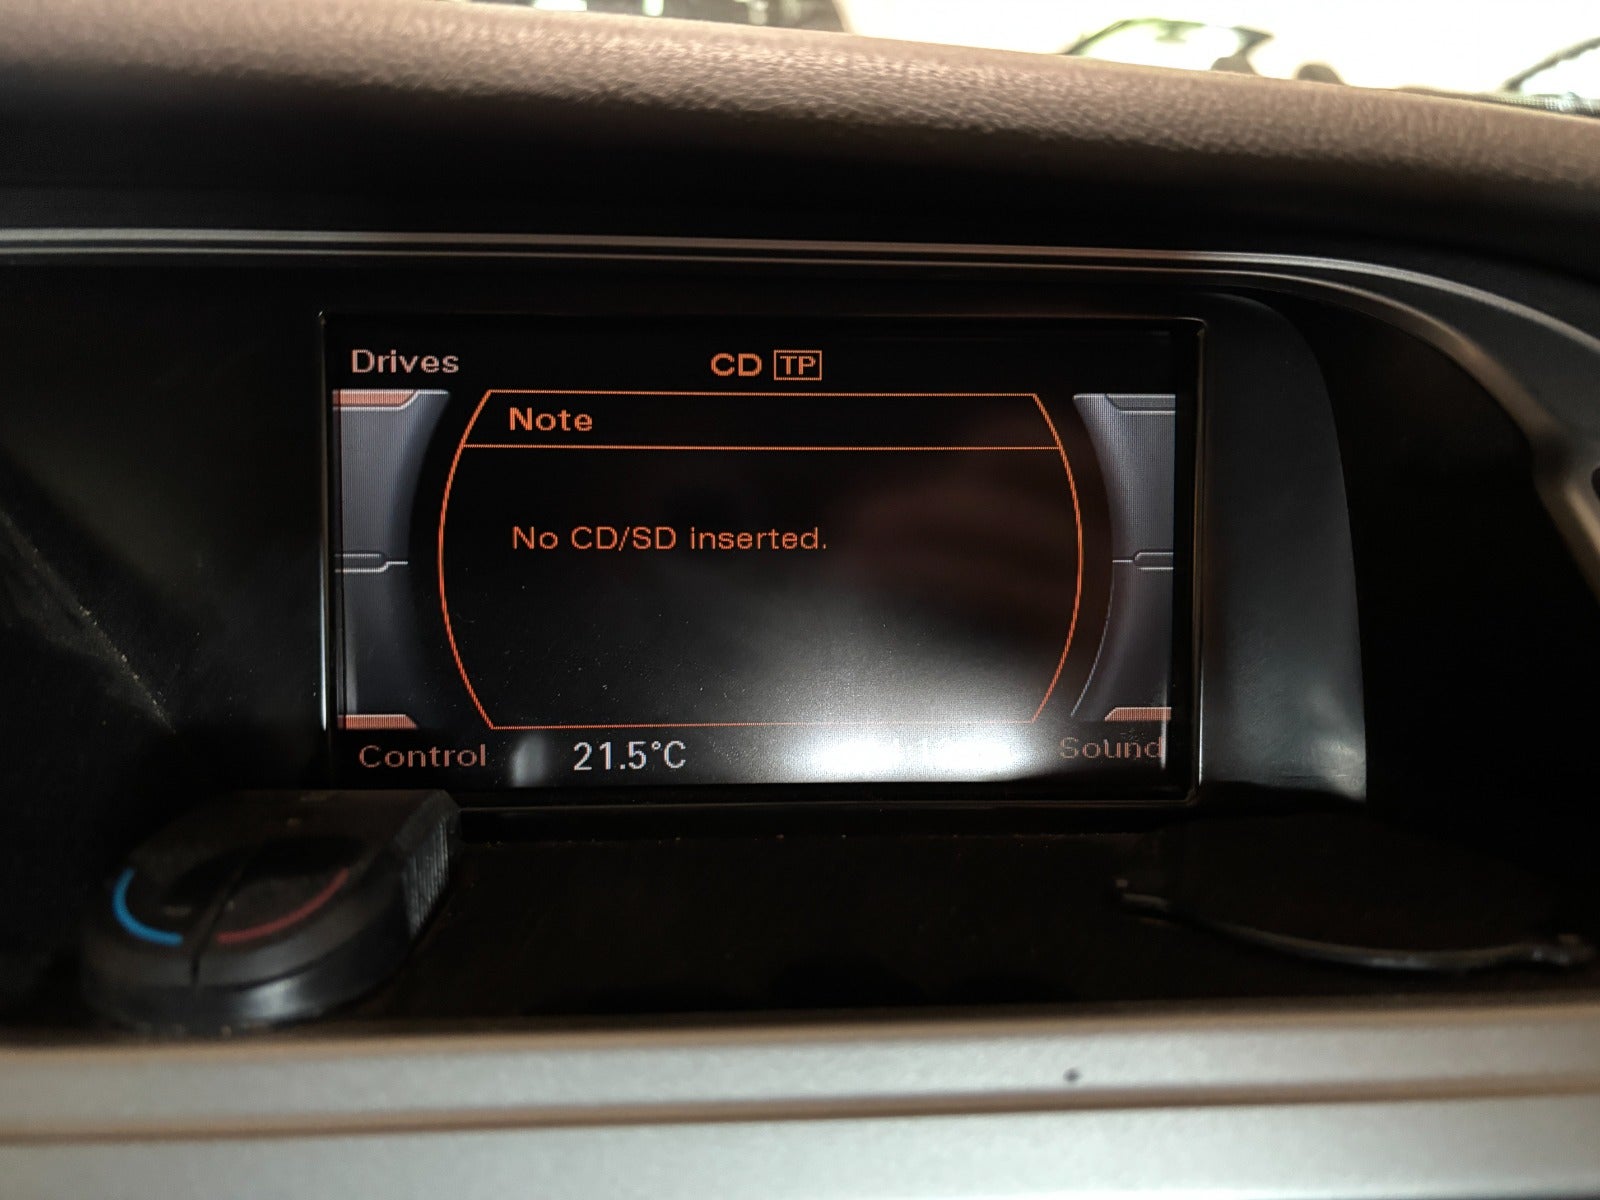 Drives
CD TP
Note
No CD/SD inserted.
Control
21.5°C
Sound